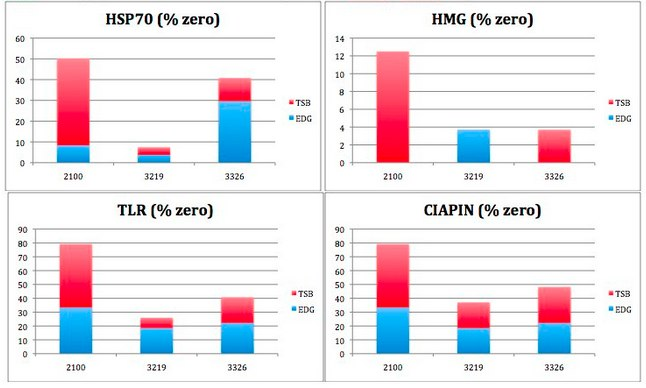 HSP70 (% zero)
60
50
40
30
20
10
0
2100 3219 3326
TSB
EDG
HMG (% zero)
14
12
10
8
6
4
2
0
2100 3219 3326
TSB
EDG
TLR (% zero)
90
80
70
60
50
40
30
20
10
0
2100 3219 3326
TSB
EDG
CIAPIN (% zero)
90
80
70
60
50
40
30
20
10
0
2100 3219 3326
TSB
EDG